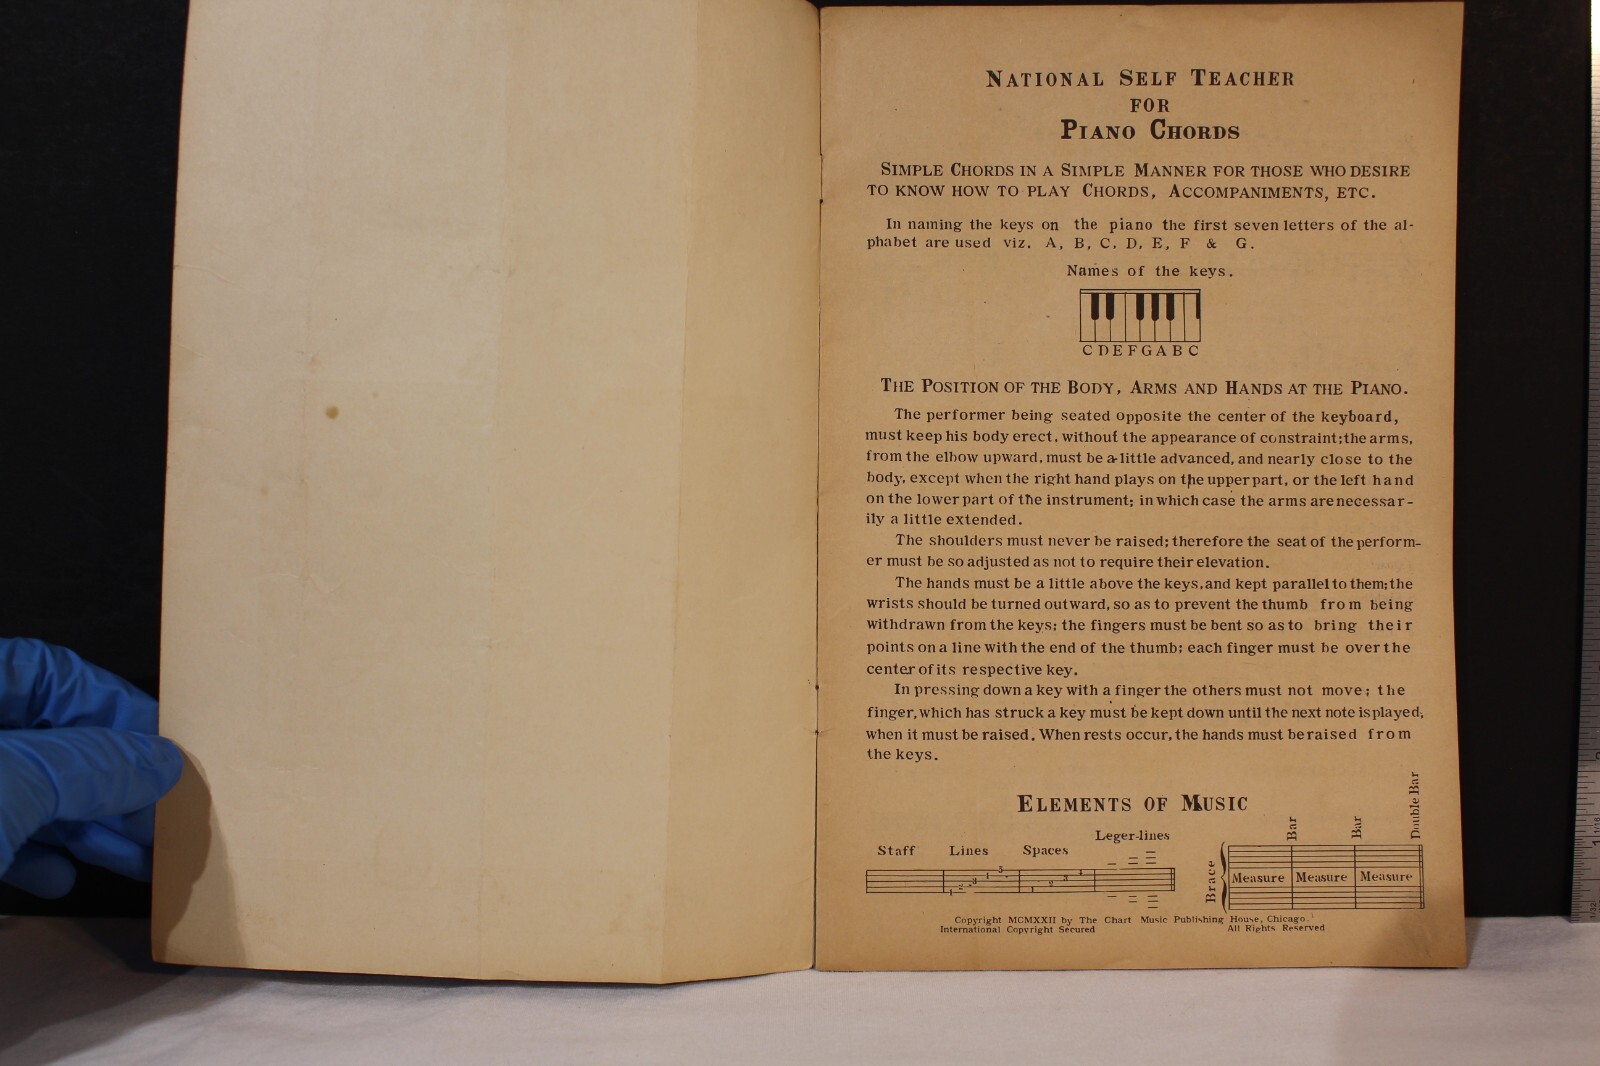 NATIONAL SELF TEACHER
FOR
PIANO CHORDS
SIMPLE CHORDS IN A SIMPLE MANNER FOR THOSE WHO DESIRE
TO KNOW HOW TO PLAY CHORDS, ACCOMPANIMENTS, ETC.
In naming the keys on the piano the first seven letters of the al-
phabet are used viz. A, B, C, D, E, F & G.
Names of the keys.
C D E F G A B C
THE POSITION OF THE BODY, ARMS AND HANDS AT THE PIANO.
The performer being seated opposite the center of the keyboard,
must keep his body erect, without the appearance of constraint; the arms,
from the elbow upward, must be a little advanced, and nearly close to the
body, except when the right hand plays on the upper part, or the left hand
on the lower part of the instrument; in which case the arms are necessar-
ily a little extended.
The shoulders must never be raised; therefore the seat of the perform-
er must be so adjusted as not to require their elevation.
The hands must be a little above the keys, and kept parallel to them; the
wrists should be turned outward, so as to prevent the thumb from being
withdrawn from the keys; the fingers must be bent so as to bring their
points on a line with the end of the thumb; each finger must be over the
center of its respective key.
In pressing down a key with a finger the others must not move; the
finger, which has struck a key must be kept down until the next note is played,
when it must be raised. When rests occur, the hands must be raised from
the keys.
ELEMENTS OF MUSIC
Staff Lines Spaces Leger-lines
Brace Bar Bar Double Bar
Measure Measure Measure
Copyright MCMXXII by The Chart Music Publishing House, Chicago.
International Copyright Secured All Rights Reserved